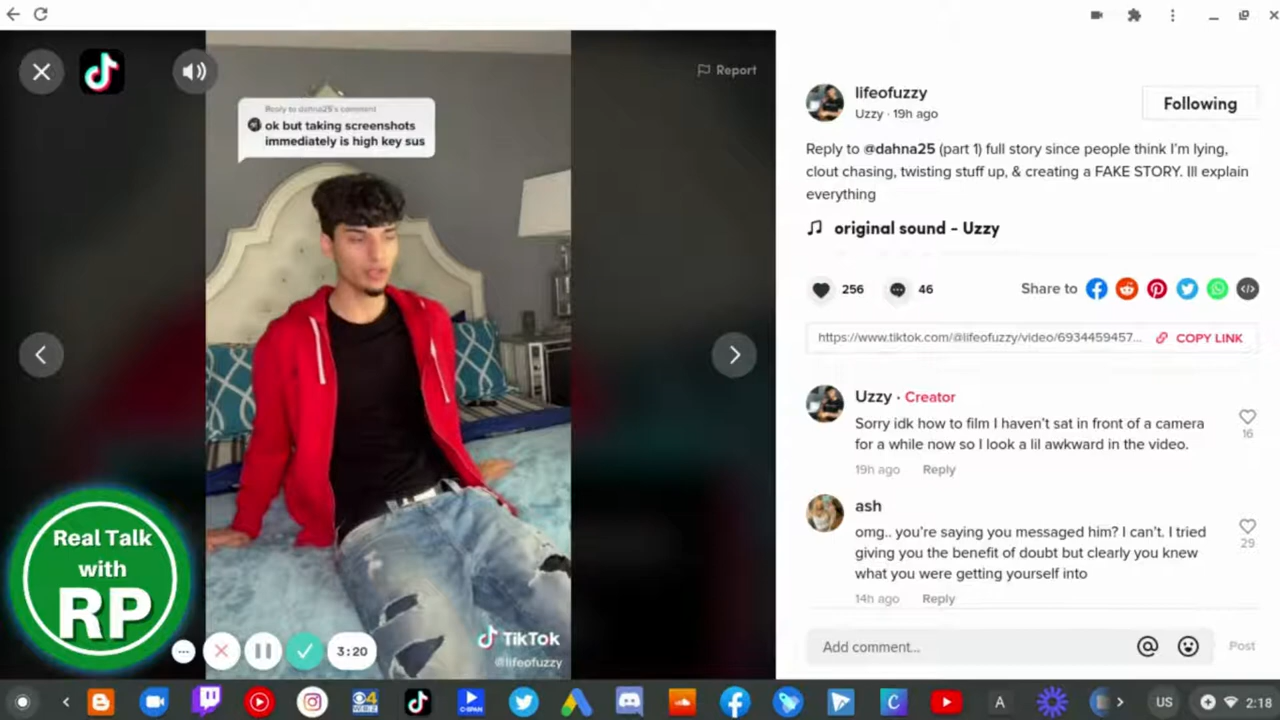 Report
Reply to dahna25's comment
ok but taking screenshots
immediately is high key sus
Real Talk
with
RP
3:20
TikTok
@lifeofuzzy
lifeofuzzy
Uzzy · 19h ago
Following
Reply to @dahna25 (part 1) full story since people think I'm lying,
clout chasing, twisting stuff up, & creating a FAKE STORY. Ill explain
everything
original sound - Uzzy
256
46
Share to
https://www.tiktok.com/@lifeofuzzy/video/6934459457...
COPY LINK
Uzzy · Creator
Sorry idk how to film I haven't sat in front of a camera
for a while now so I look a lil awkward in the video.
16
19h ago
Reply
ash
omg.. you're saying you messaged him? I can't. I tried
giving you the benefit of doubt but clearly you knew
what you were getting yourself into
29
14h ago
Reply
Add comment...
Post
C-SPAN
A
US
2:18